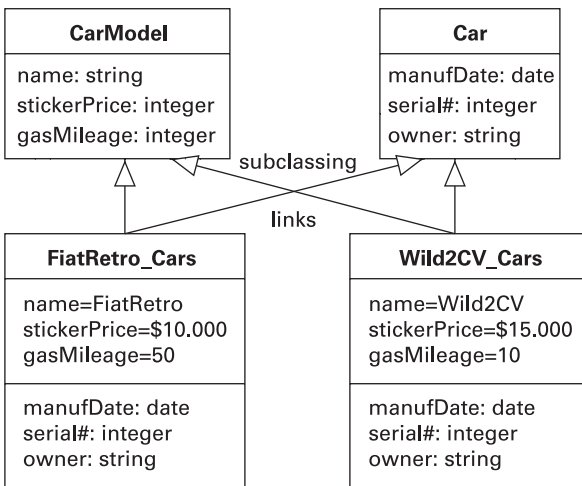 CarModel
name: string
stickerPrice: integer
gasMileage: integer
Car
manufDate: date
serial#: integer
owner: string
subclassing
links
FiatRetro_Cars
name=FiatRetro
stickerPrice=$10.000
gasMileage=50
manufDate: date
serial#: integer
owner: string
Wild2CV_Cars
name=Wild2CV
stickerPrice=$15.000
gasMileage=10
manufDate: date
serial#: integer
owner: string